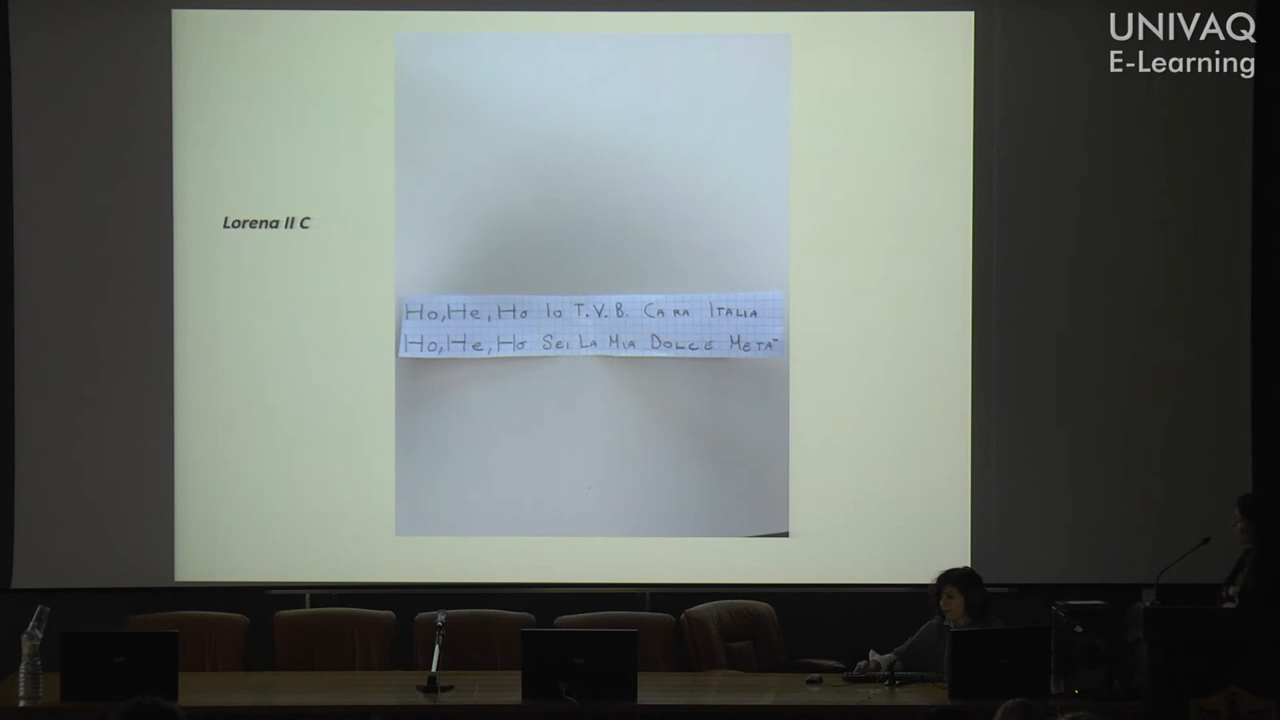 UNIVAQ
E-Learning
Lorena II C
Ho, He, Ho Io T.V.B. CARA ITALIA
Ho, He, Ho SEI LA MIA DOLCE METÀ